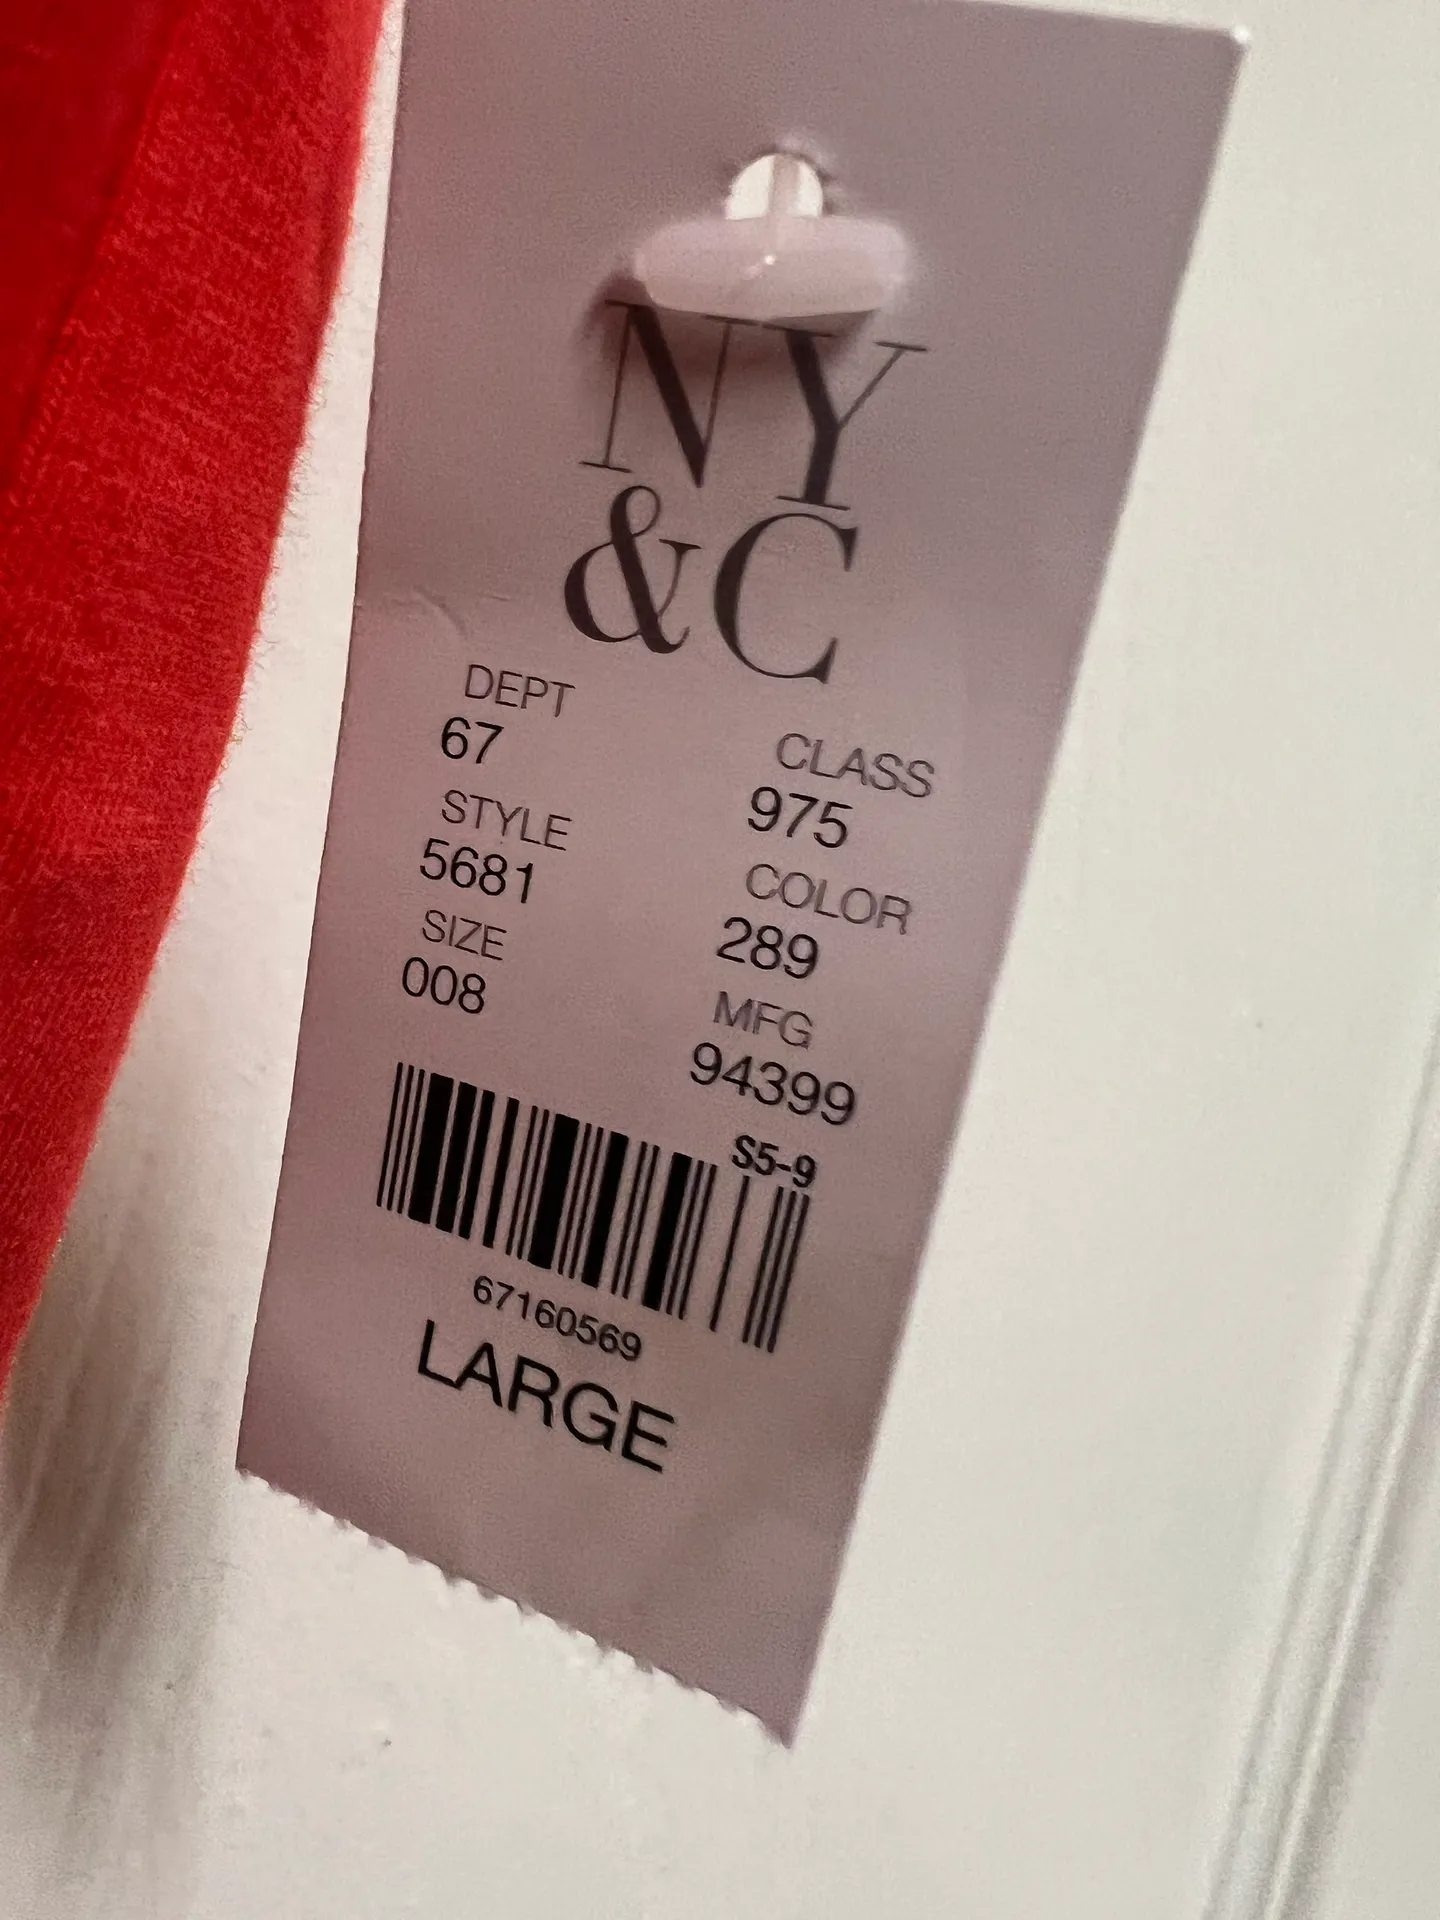 NY
&C
DEPT
67
CLASS
975
STYLE
5681
COLOR
289
SIZE
008
MFG
94399
S5-9
67160569
LARGE